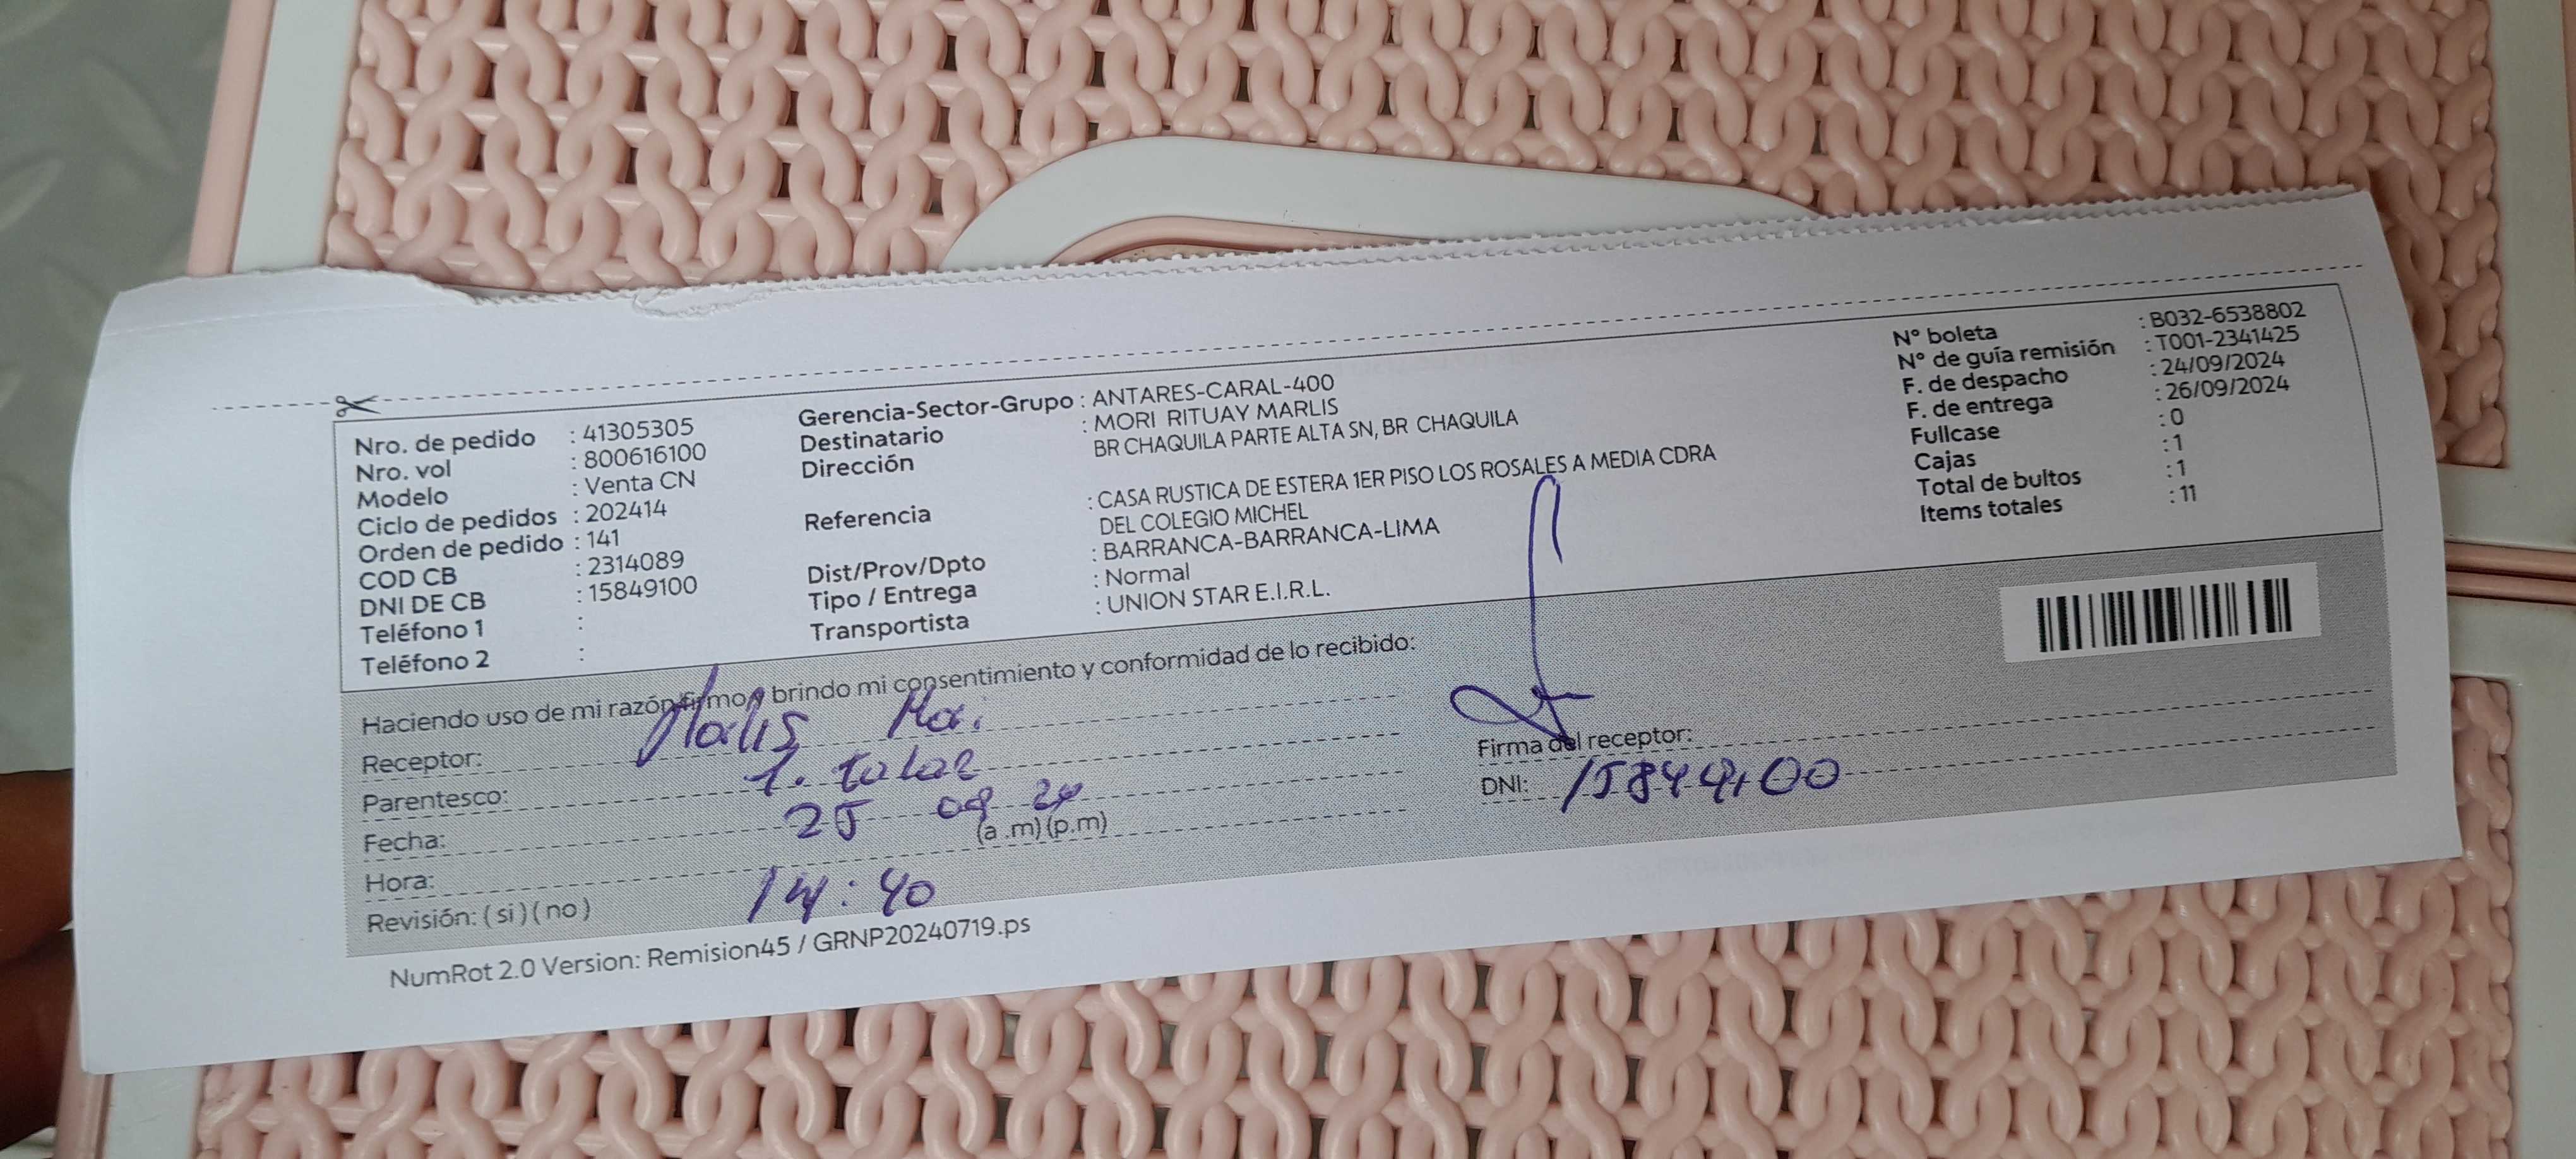 Nro. de pedido : 41305305
Nro. vol : 800616100
Modelo : Venta CN
Ciclo de pedidos : 202414
Orden de pedido : 141
COD CB : 2314089
DNI DE CB : 15849100
Teléfono 1 :
Teléfono 2 :
Gerencia-Sector-Grupo : ANTARES-CARAL-400
Destinatario : MORI RITUAY MARLIS
Dirección BR CHAQUILA PARTE ALTA SN, BR CHAQUILA
Referencia : CASA RUSTICA DE ESTERA 1ER PISO LOS ROSALES A MEDIA CDRA
DEL COLEGIO MICHEL
Dist/Prov/Dpto : BARRANCA-BARRANCA-LIMA
Tipo / Entrega : Normal
Transportista : UNION STAR E.I.R.L.
N° boleta : B032-6538802
N° de guía remisión : T001-2341425
F. de despacho : 24/09/2024
F. de entrega : 26/09/2024
Fullcase : 0
Cajas : 1
Total de bultos : 1
Items totales : 11
Haciendo uso de mi razón firmo y brindo mi consentimiento y conformidad de lo recibido:
Receptor:
Parentesco:
Fecha: 25 09 24
Hora: (a .m) (p.m)
14:40
Revisión: ( si ) ( no )
Firma del receptor:
DNI: 15849100
NumRot 2.0 Version: Remision45 / GRNP20240719.ps